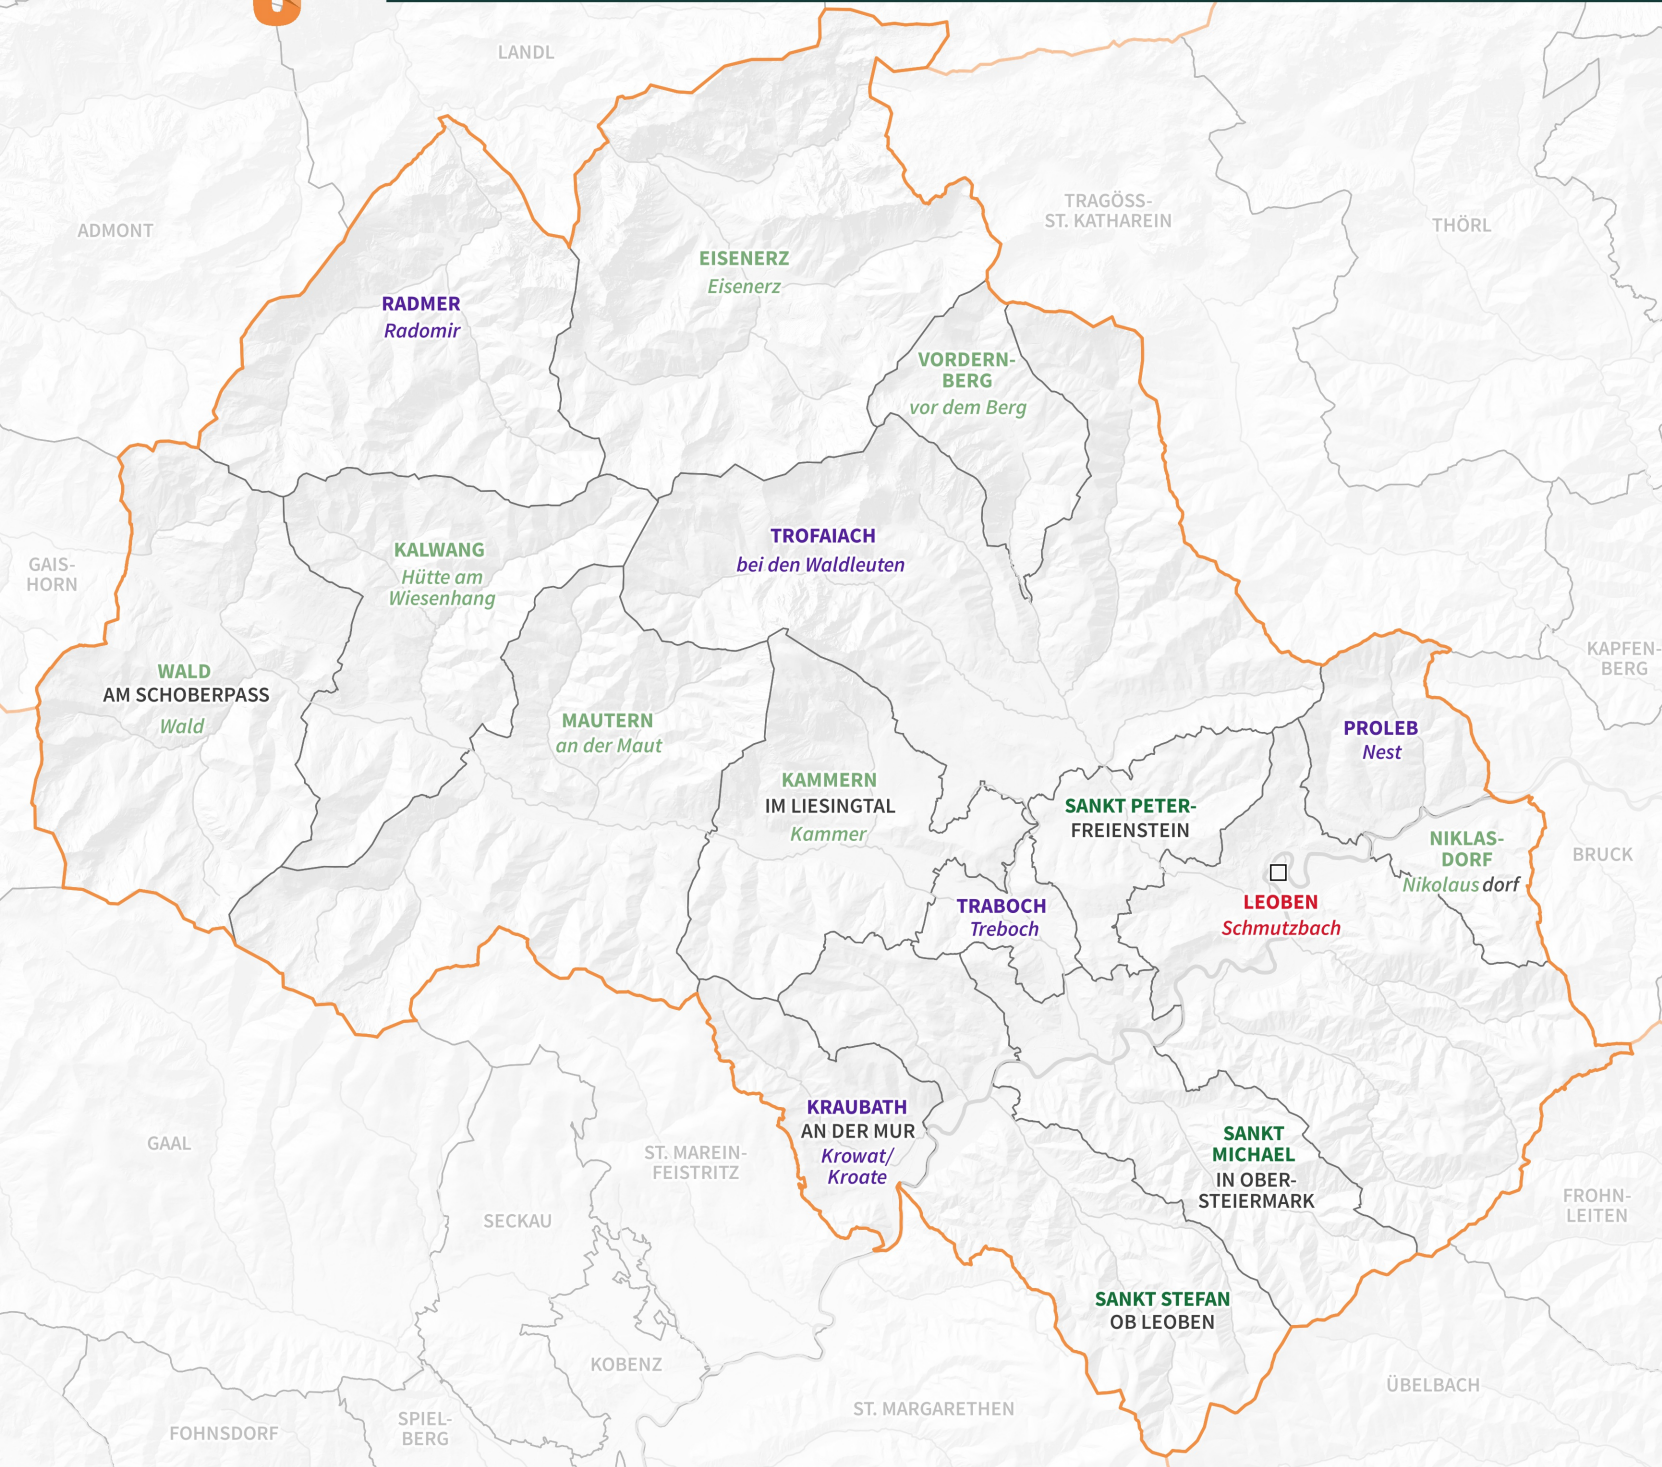 LANDL
ADMONT
TRAGÖSS-
ST. KATHAREIN
THÖRL
EISENERZ
Eisenerz
RADMER
Radomir
VORDERN-
BERG
vor dem Berg
TROFAIACH
bei den Waldleuten
KALWANG
Hütte am
Wiesenhang
GAIS-
HORN
WALD
AM SCHOBERPASS
Wald
KAPFEN-
BERG
MAUTERN
an der Maut
PROLEB
Nest
KAMMERN
IM LIESINGTAL
Kammer
SANKT PETER-
FREIENSTEIN
NIKLAS-
DORF
Nikolausdorf
BRUCK
LEOBEN
Schmutzbach
TRABOCH
Treboch
KRAUBATH
AN DER MUR
Krowat/
Kroate
GAAL
ST. MAREIN-
FEISTRITZ
SANKT
MICHAEL
IN OBER-
STEIERMARK
FROHN-
LEITEN
SECKAU
SANKT STEFAN
OB LEOBEN
KOBENZ
ÜBELBACH
ST. MARGARETHEN
SPIEL-
BERG
FOHNSDORF